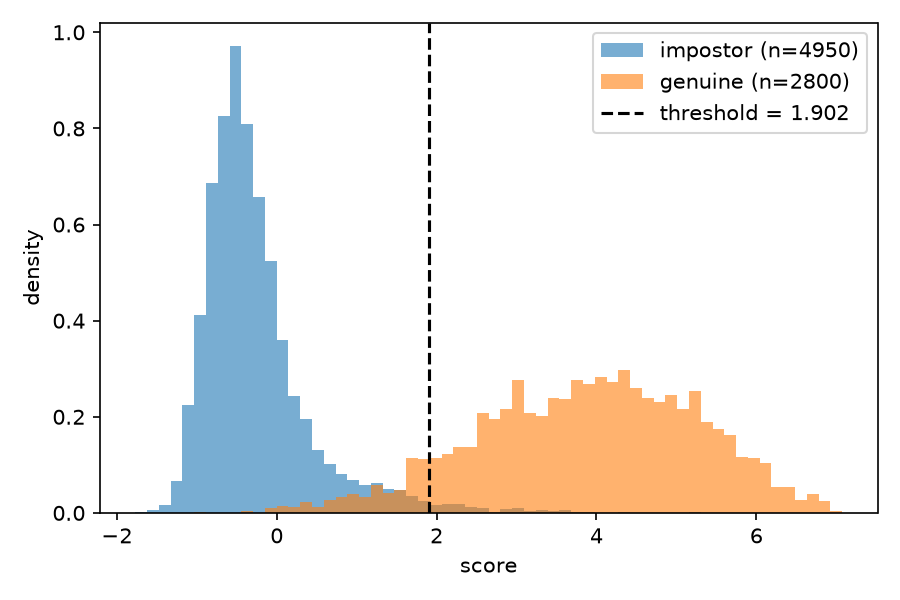 1.0
0.8
0.6
0.4
0.2
0.0
density
−2
0
2
4
6
score
impostor (n=4950)
genuine (n=2800)
threshold = 1.902